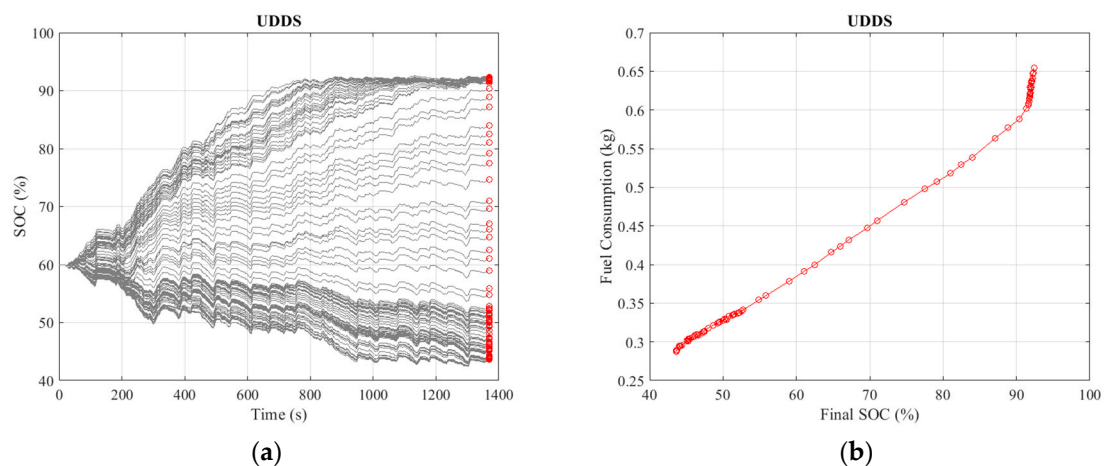 UDDS
100
90
80
70
60
50
40
SOC (%)
0 200 400 600 800 1000 1200 1400
Time (s)
(a)
UDDS
0.7
0.65
0.6
0.55
0.5
0.45
0.4
0.35
0.3
0.25
Fuel Consumption (kg)
40 50 60 70 80 90 100
Final SOC (%)
(b)